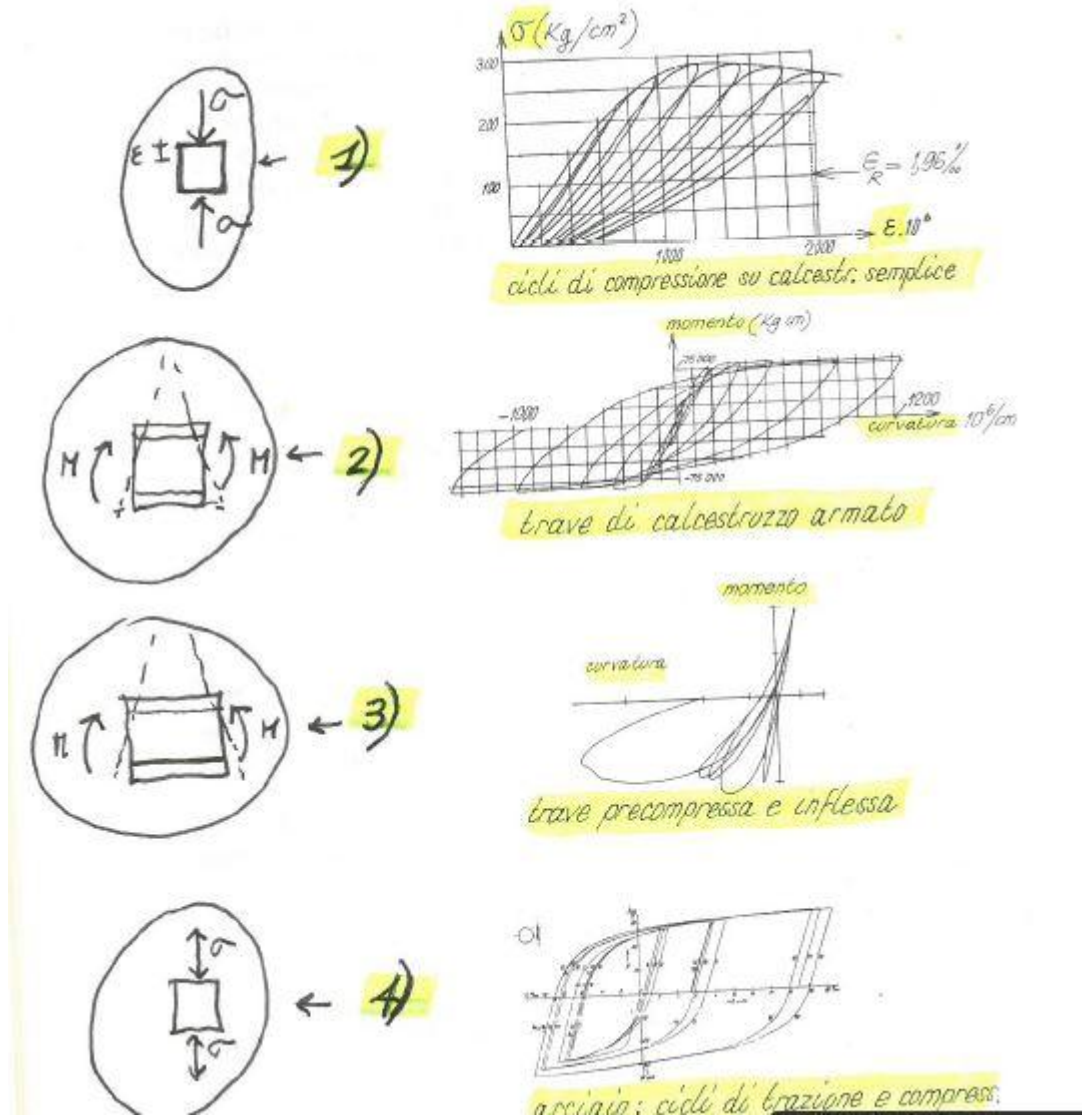 σ (Kg/cm²)
300
200
100
σ
ε
σ
1)
ε_R = 1,96‰
ε.10⁶
1000
2000
cicli di compressione su calcestr. semplice
momento (Kg cm)
75 000
-1000
1200
curvatura 10⁶/cm
-75 000
M
M
2)
trave di calcestruzzo armato
momento
curvatura
M
M
3)
trave precompressa e inflessa
σ
σ
4)
σ
acciaio: cicli di trazione e compress.